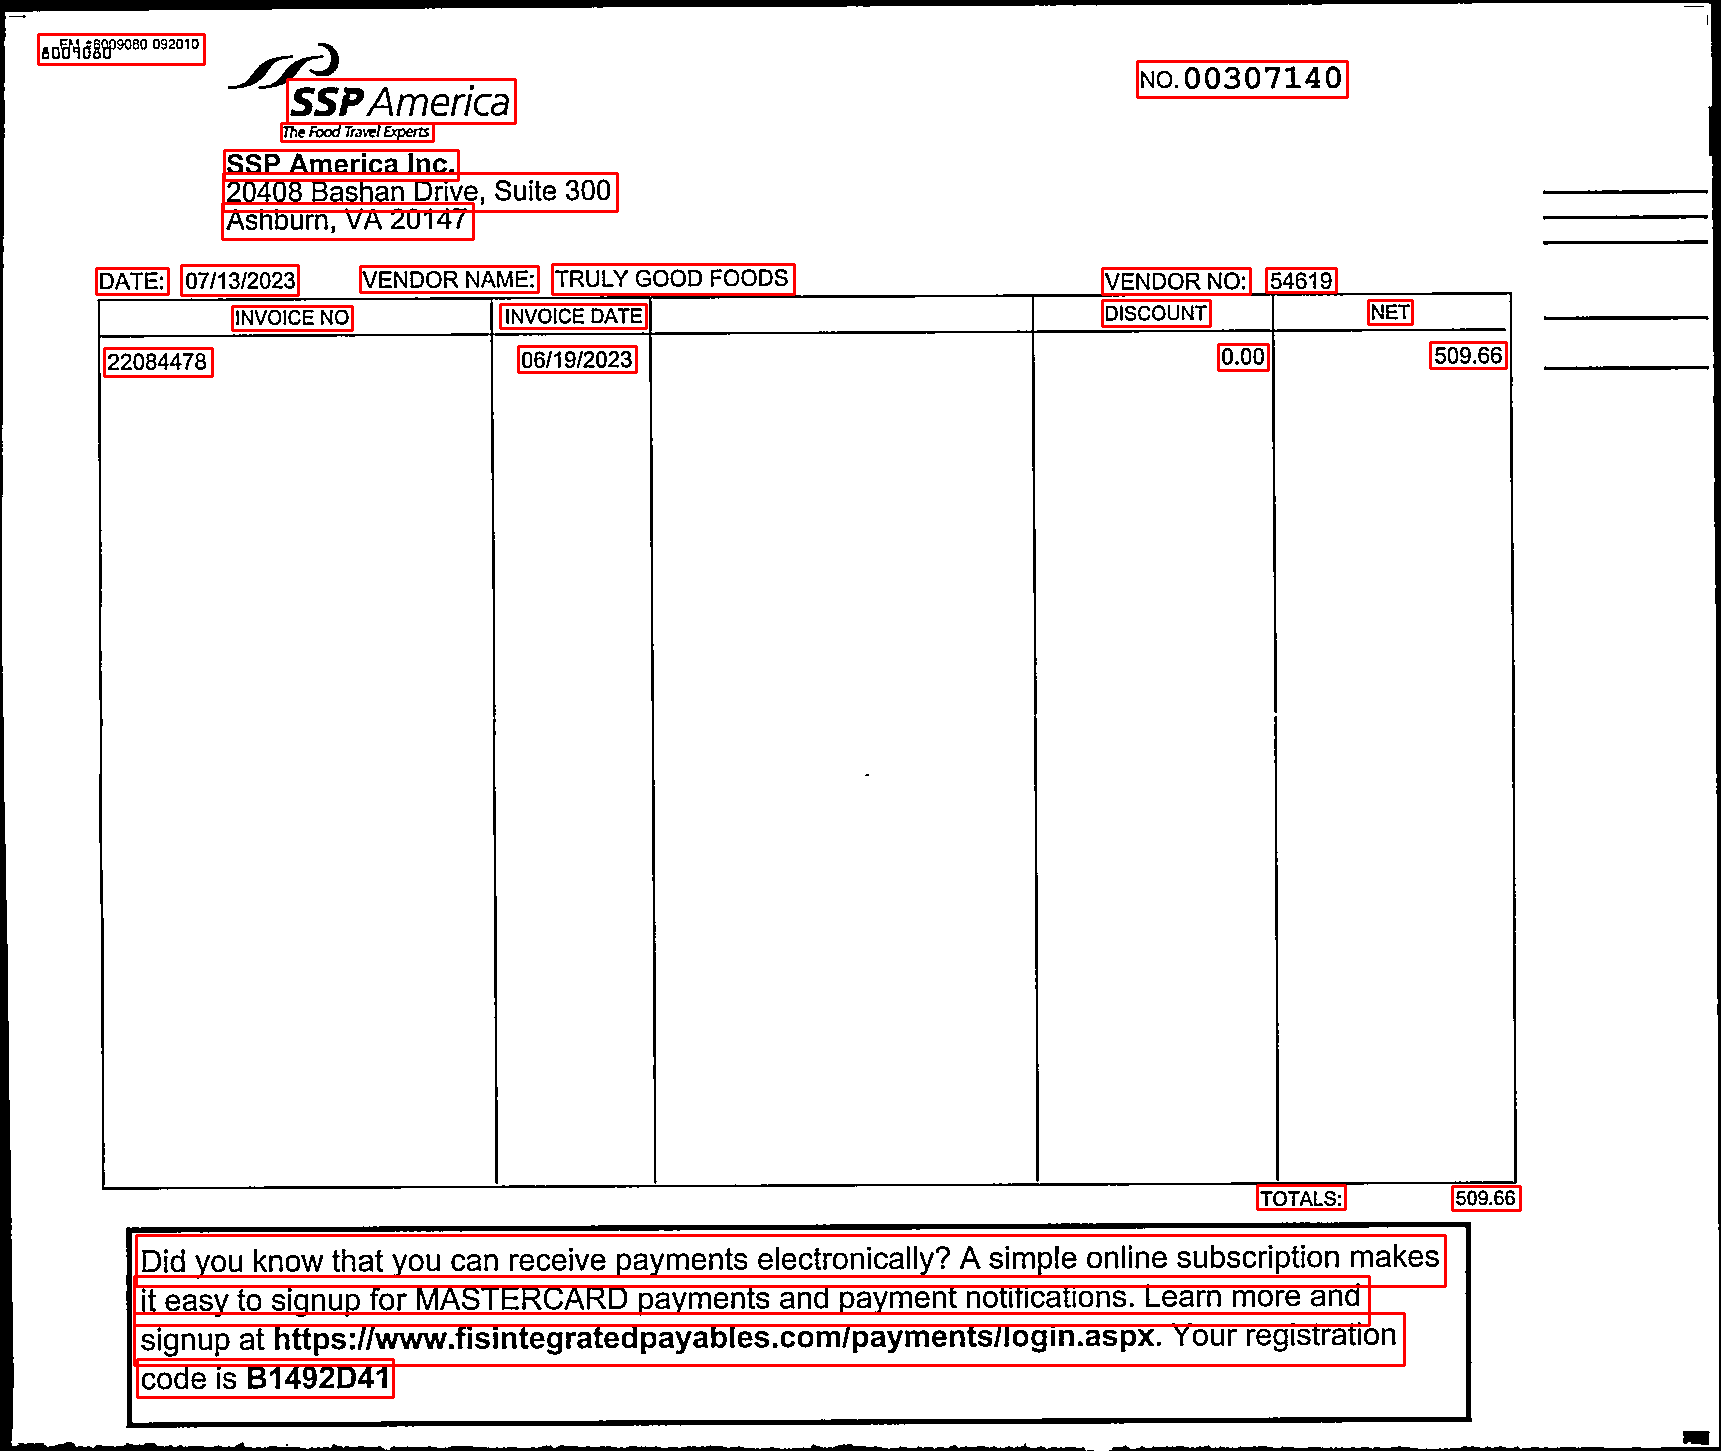 EM #6009080 092010
6009080
NO. 00307140
SSP America
The Food Travel Experts
SSP America Inc.
20408 Bashan Drive, Suite 300
Ashburn, VA 20147
DATE: 07/13/2023 VENDOR NAME: TRULY GOOD FOODS VENDOR NO: 54619
INVOICE NO INVOICE DATE DISCOUNT NET
22084478 06/19/2023 0.00 509.66
TOTALS: 509.66
Did you know that you can receive payments electronically? A simple online subscription makes
it easy to signup for MASTERCARD payments and payment notifications. Learn more and
signup at https://www.fisintegratedpayables.com/payments/login.aspx. Your registration
code is B1492D41